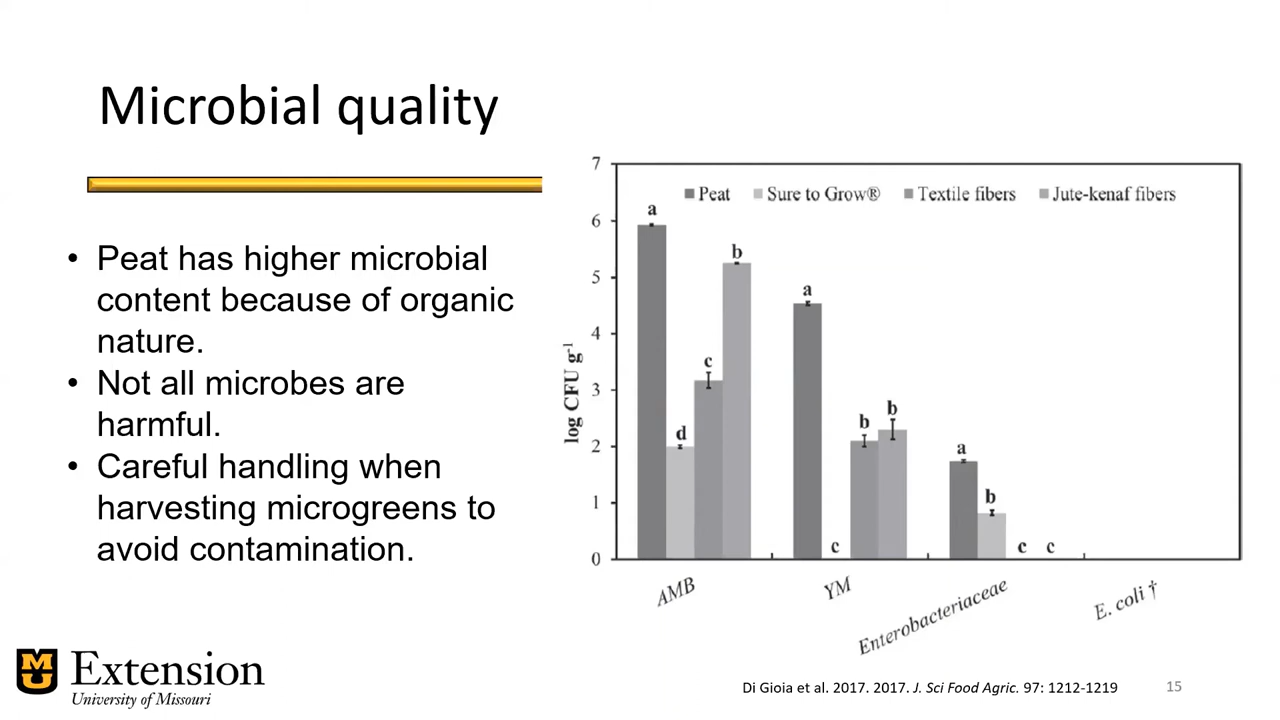 Microbial quality
• Peat has higher microbial
content because of organic
nature.
• Not all microbes are
harmful.
• Careful handling when
harvesting microgreens to
avoid contamination.
7
6
5
4
3
2
1
0
log CFU g-1
Peat Sure to Grow® Textile fibers Jute-kenaf fibers
a
d
c
b
a
c
b
b
a
b
c
c
AMB
YM
Enterobacteriaceae
E. coli †
MU
Extension
University of Missouri
Di Gioia et al. 2017. 2017. J. Sci Food Agric. 97: 1212-1219
15